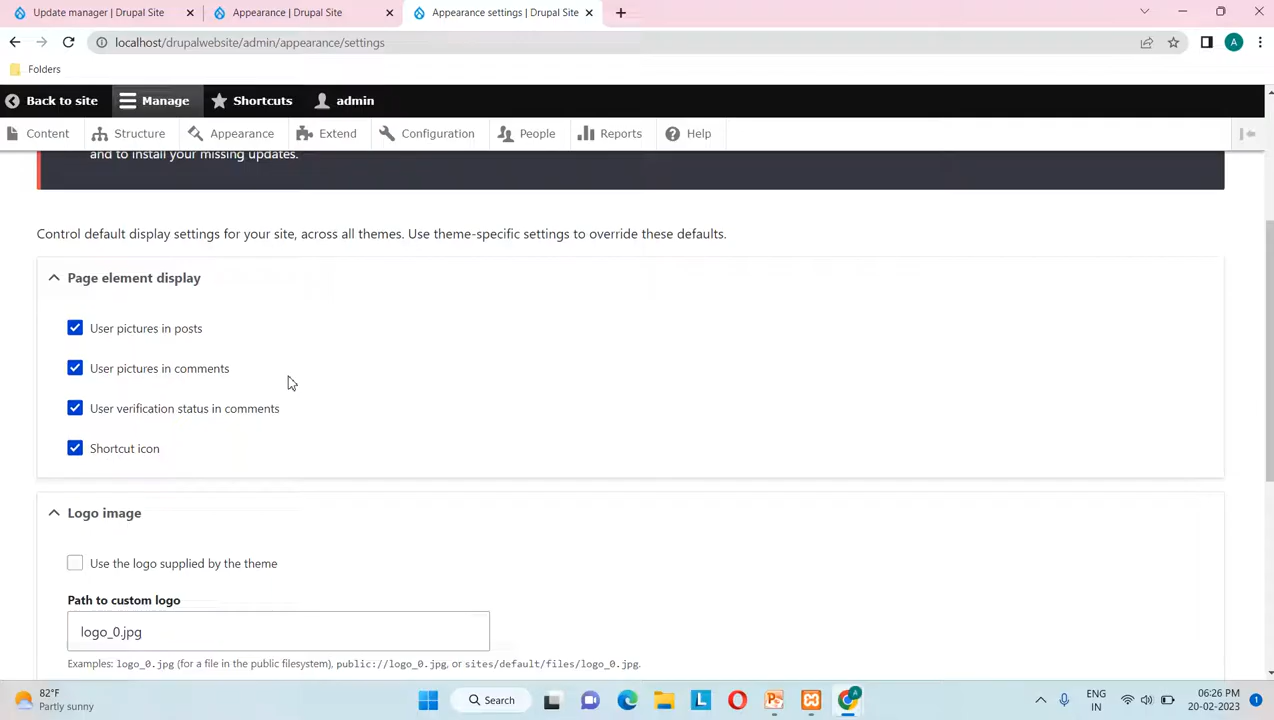 Update manager | Drupal Site
Appearance | Drupal Site
Appearance settings | Drupal Site
localhost/drupalwebsite/admin/appearance/settings
A
Folders
Back to site
Manage
Shortcuts
admin
Content
Structure
Appearance
Extend
Configuration
People
Reports
Help
and to install your missing updates.
Control default display settings for your site, across all themes. Use theme-specific settings to override these defaults.
Page element display
User pictures in posts
User pictures in comments
User verification status in comments
Shortcut icon
Logo image
Use the logo supplied by the theme
Path to custom logo
logo_0.jpg
Examples: logo_0.jpg (for a file in the public filesystem), public://logo_0.jpg, or sites/default/files/logo_0.jpg.
82°F
Partly sunny
Search
L
A
ENG
IN
06:26 PM
20-02-2023
1